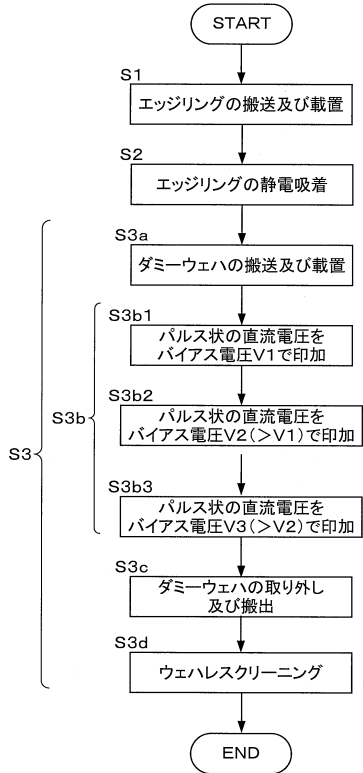 START
S1
エッジリングの搬送及び載置
S2
エッジリングの静電吸着
S3a
ダミーウェハの搬送及び載置
S3b1
パルス状の直流電圧を
バイアス電圧V1で印加
S3b
S3b2
パルス状の直流電圧を
バイアス電圧V2(>V1)で印加
S3
S3b3
パルス状の直流電圧を
バイアス電圧V3(>V2)で印加
S3c
ダミーウェハの取り外し
及び搬出
S3d
ウェハレスクリーニング
END